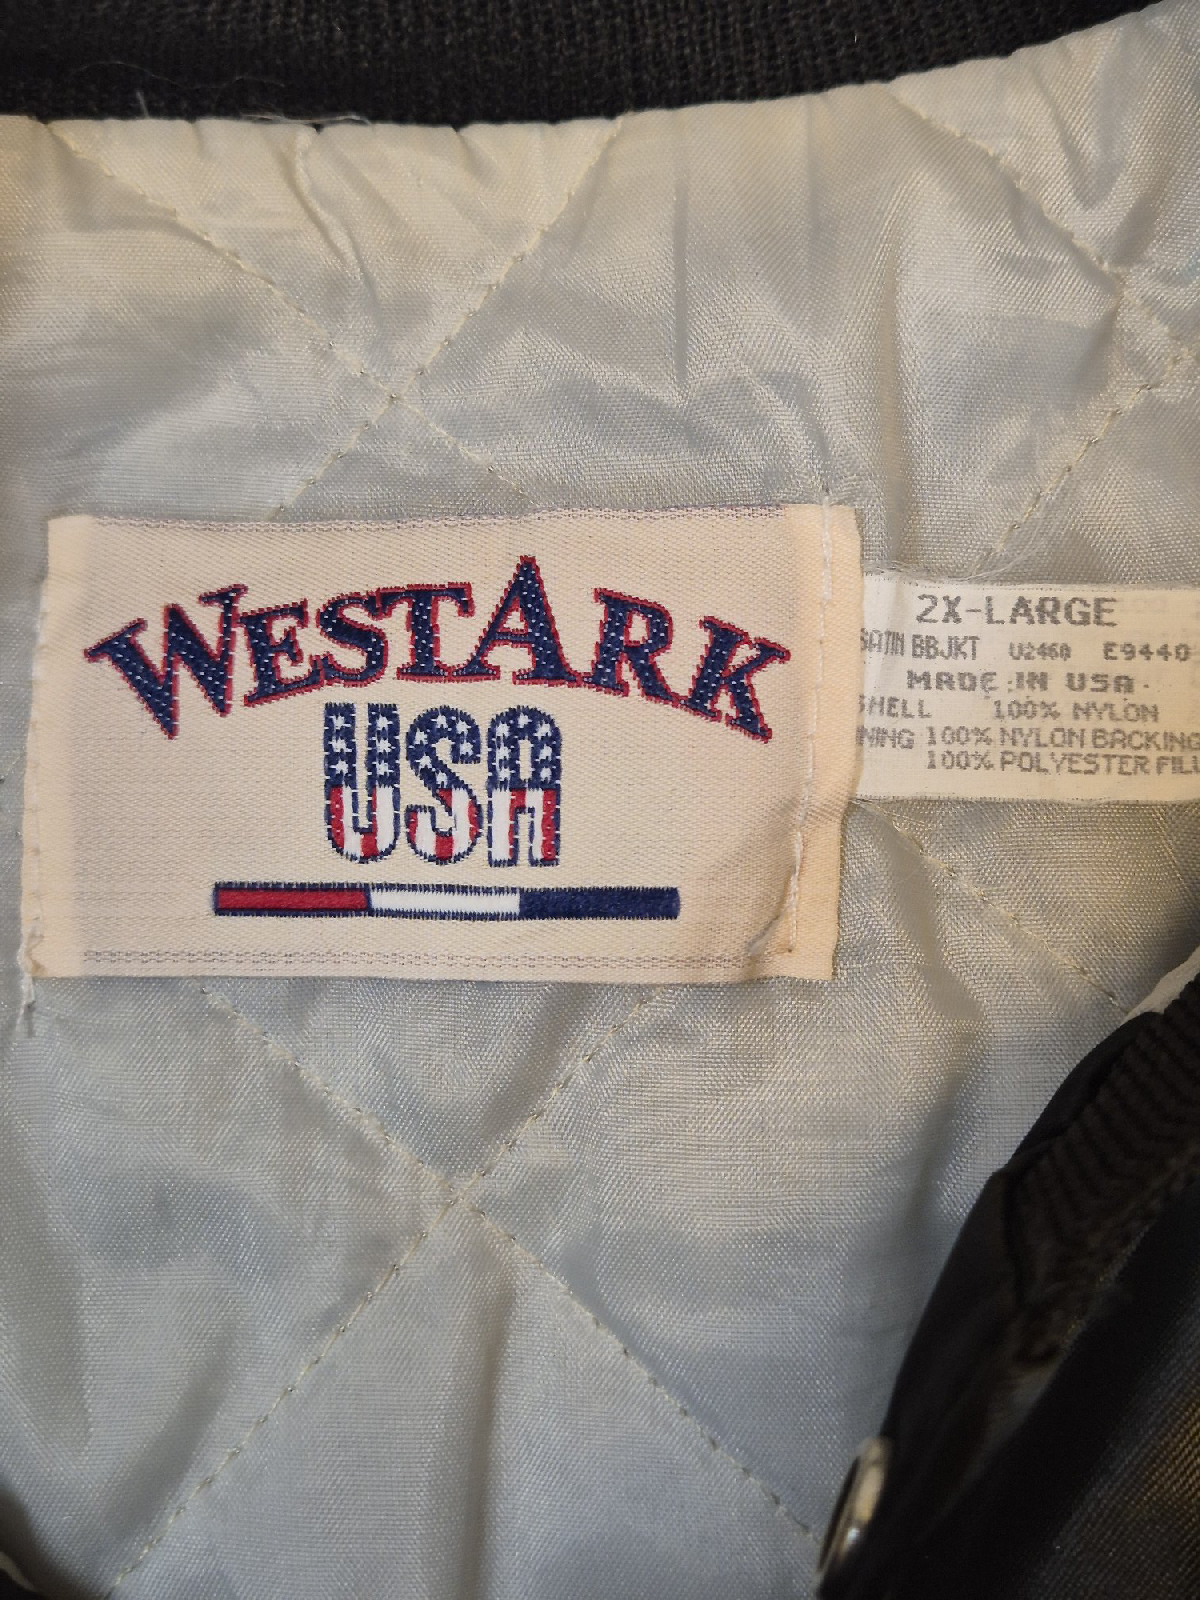 WESTARK
USA
2X-LARGE
SATIN BBJKT U2460 E9440
MADE IN USA
SHELL 100% NYLON
100% NYLON BACKING
100% POLYESTER FILL